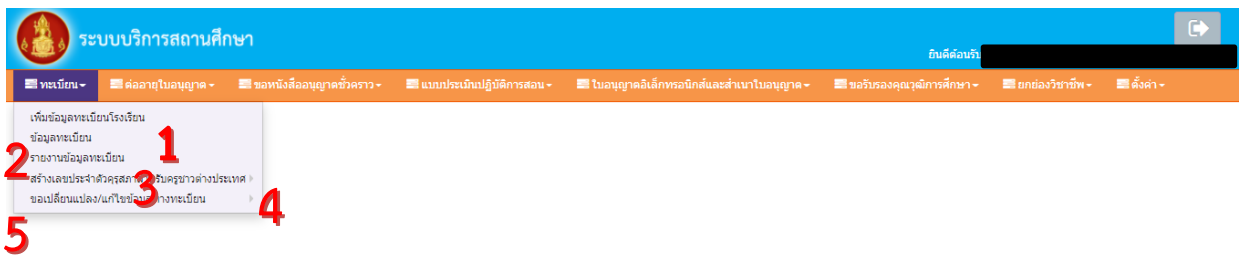 ระบบบริการสถานศึกษา
ยินดีต้อนรับ
ทะเบียน ต่ออายุใบอนุญาต ขอหนังสืออนุญาตชั่วคราว แบบประเมินปฏิบัติการสอน ใบอนุญาตอิเล็กทรอนิกส์และสำเนาใบอนุญาต ขอรับรองคุณวุฒิการศึกษา ยกย่องวิชาชีพ ตั้งค่า
เพิ่มข้อมูลทะเบียนโรงเรียน
ข้อมูลทะเบียน 1
2 รายงานข้อมูลทะเบียน
สร้างเลขประจำตัวคุรุสภา 3 รับครูชาวต่างประเทศ
ขอเปลี่ยนแปลง/แก้ไขข้อมูลทางทะเบียน 4
5